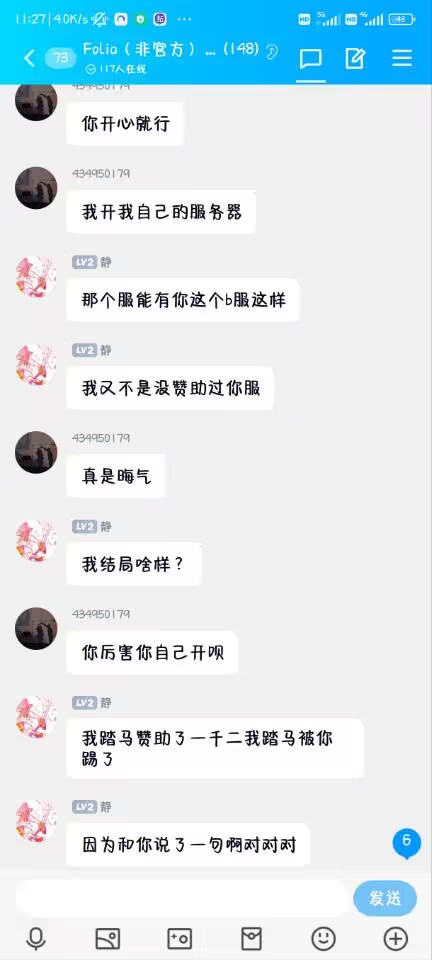 11:27 4.0K/s ···
HD 5G HD 4G 48
73 Folia（非官方）... (148)
117人在线
434950179
你开心就行
434950179
我开我自己的服务器
LV2 静
那个服能有你这个b服这样
LV2 静
我又不是没赞助过你服
434950179
真是晦气
LV2 静
我结局啥样？
434950179
你厉害你自己开呗
LV2 静
我踏马赞助了一千二我踏马被你
踢了
LV2 静
因为和你说了一句啊对对对
6
发送